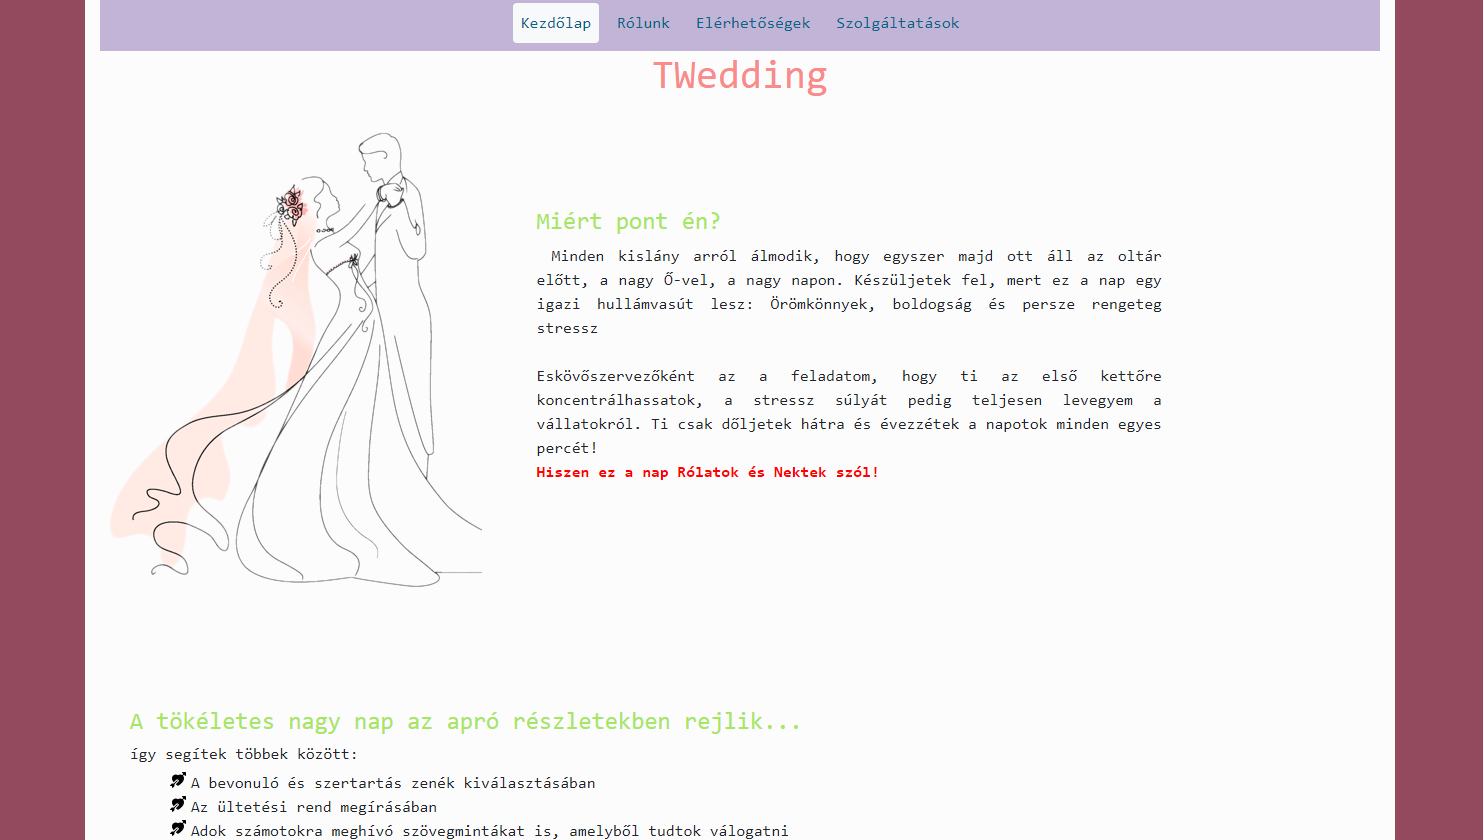 Kezdőlap Rólunk Elérhetőségek Szolgáltatások
TWedding
Miért pont én?
Minden kislány arról álmodik, hogy egyszer majd ott áll az oltár
előtt, a nagy Ő-vel, a nagy napon. Készüljetek fel, mert ez a nap egy
igazi hullámvasút lesz: Örömkönnyek, boldogság és persze rengeteg
stressz
Eskövőszervezőként az a feladatom, hogy ti az első kettőre
koncentrálhassatok, a stressz súlyát pedig teljesen levegyem a
vállatokról. Ti csak dőljetek hátra és évezzétek a napotok minden egyes
percét!
Hiszen ez a nap Rólatok és Nektek szól!
A tökéletes nagy nap az apró részletekben rejlik...
így segítek többek között:
A bevonuló és szertartás zenék kiválasztásában
Az ültetési rend megírásában
Adok számotokra meghívó szövegmintákat is, amelyből tudtok válogatni